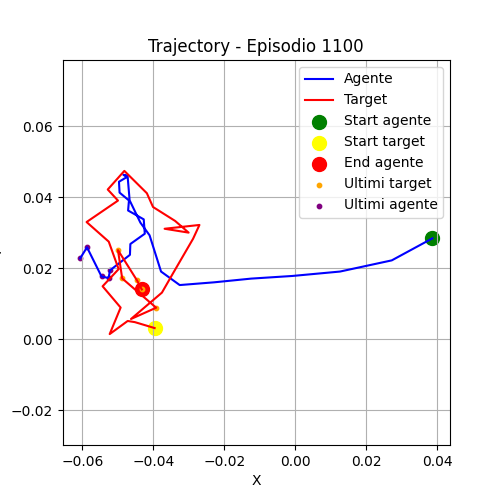 Trajectory - Episodio 1100
Agente
Target
Start agente
Start target
End agente
Ultimi target
Ultimi agente
0.06
0.04
0.02
0.00
−0.02
−0.06
−0.04
−0.02
0.00
0.02
0.04
X